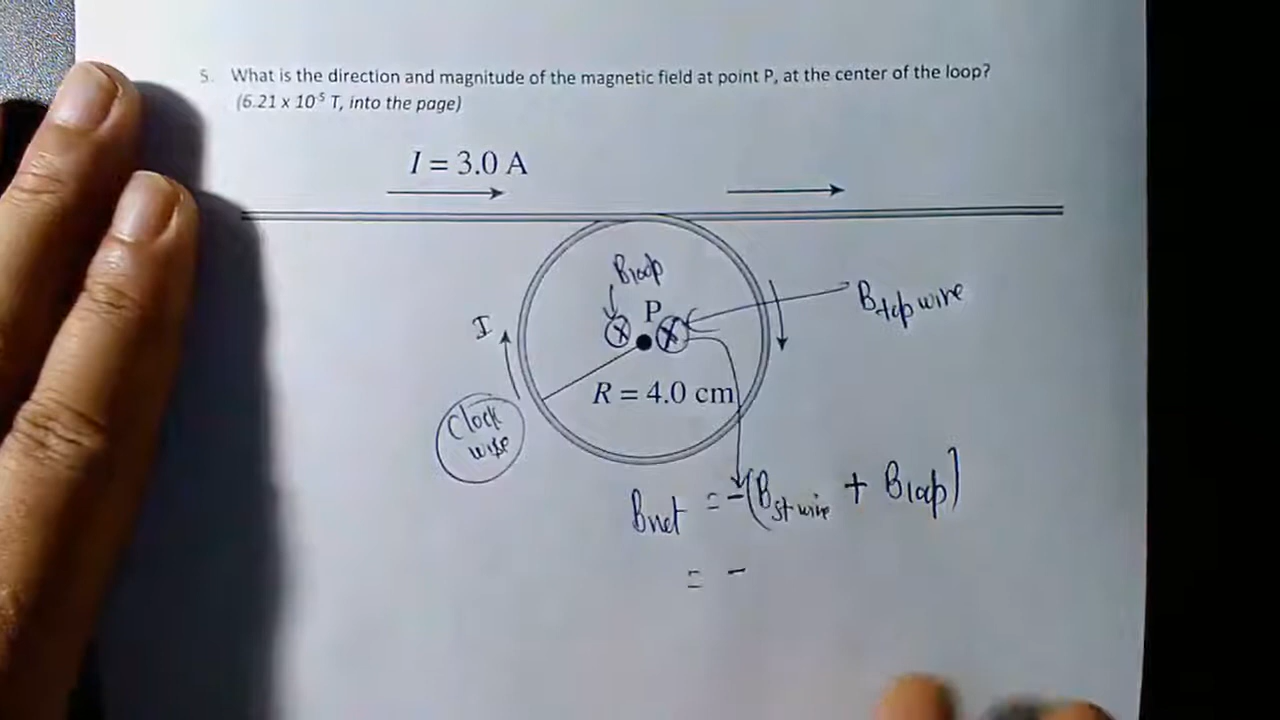 5. What is the direction and magnitude of the magnetic field at point P, at the center of the loop?
(6.21 x 10⁻⁵ T, into the page)
I = 3.0 A
Bloop
P
B top wire
I
R = 4.0 cm
Clock
wise
Bnet = -(Bst wire + Bloop)
= -